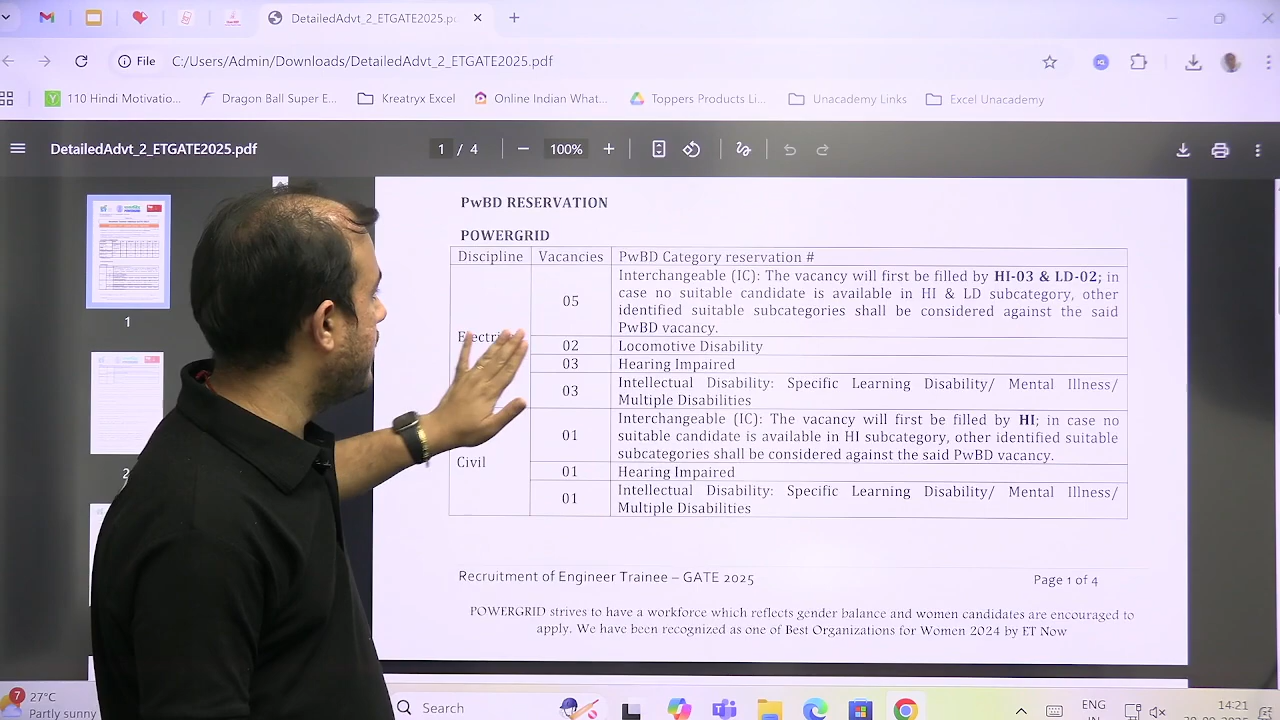 DetailedAdvt_2_ETGATE2025.p
File C:/Users/Admin/Downloads/DetailedAdvt_2_ETGATE2025.pdf
110 Hindi Motivatio... Dragon Ball Super E... Kreatryx Excel Online Indian What... Toppers Products Li... Unacademy Links Excel Unacademy
DetailedAdvt_2_ETGATE2025.pdf 1 / 4 100%
PwBD RESERVATION
POWERGRID
Discipline Vacancies PwBD Category reservation #
Interchangeable (IC): The vacancy will first be filled by HI-03 & LD-02; in
05 case no suitable candidate is available in HI & LD subcategory, other
identified suitable subcategories shall be considered against the said
PwBD vacancy.
02 Locomotive Disability
03 Hearing Impaired
03 Intellectual Disability: Specific Learning Disability/ Mental Illness/
Multiple Disabilities
Interchangeable (IC): The vacancy will first be filled by HI; in case no
01 suitable candidate is available in HI subcategory, other identified suitable
subcategories shall be considered against the said PwBD vacancy.
Civil
01 Hearing Impaired
01 Intellectual Disability: Specific Learning Disability/ Mental Illness/
Multiple Disabilities
1
2
Recruitment of Engineer Trainee – GATE 2025 Page 1 of 4
POWERGRID strives to have a workforce which reflects gender balance and women candidates are encouraged to
apply. We have been recognized as one of Best Organizations for Women 2024 by ET Now
7 27°C
Partly sunny
Search
ENG
IN
14:21